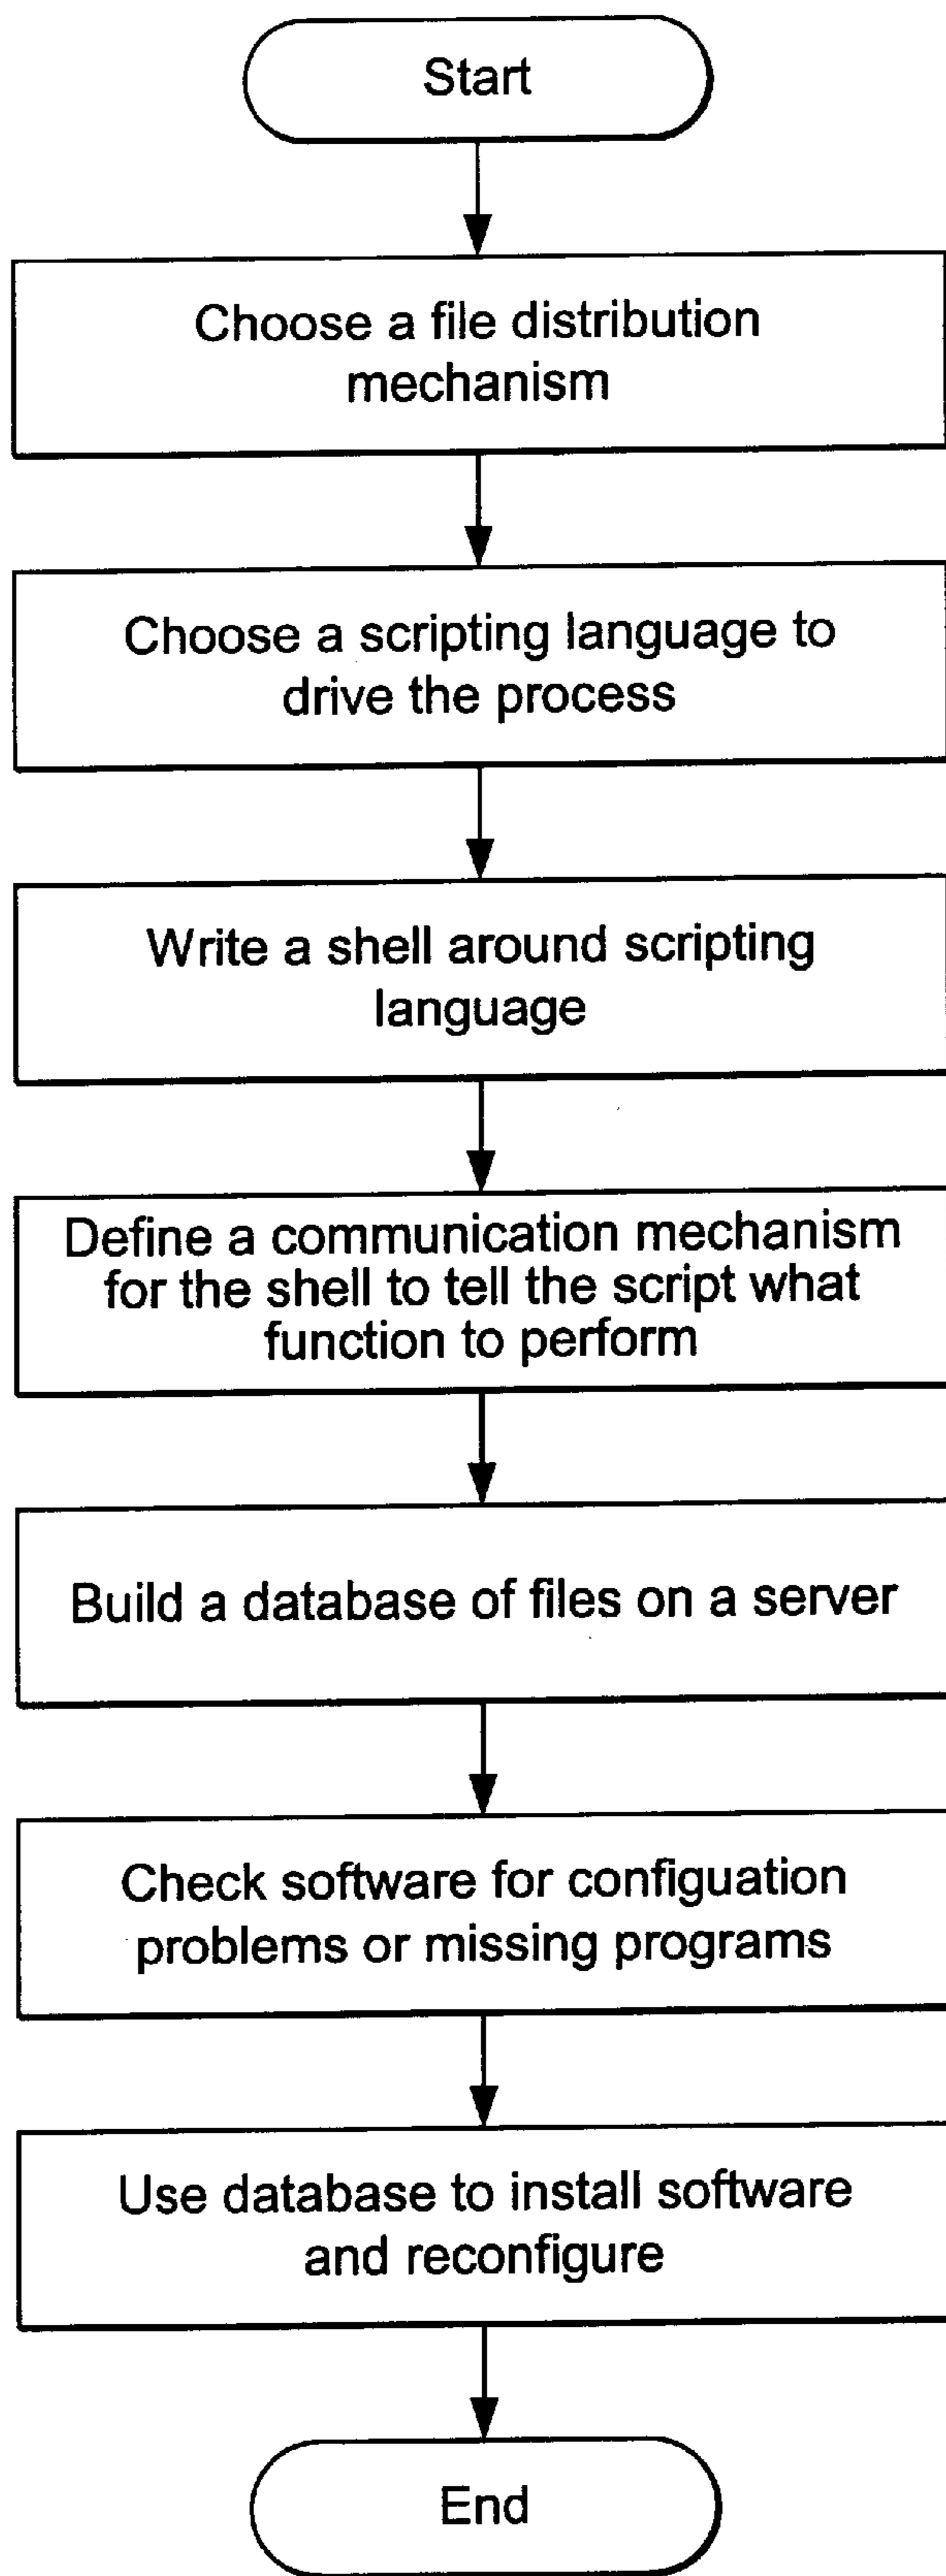 Start
Choose a file distribution
mechanism
Choose a scripting language to
drive the process
Write a shell around scripting
language
Define a communication mechanism
for the shell to tell the script what
function to perform
Build a database of files on a server
Check software for configuation
problems or missing programs
Use database to install software
and reconfigure
End